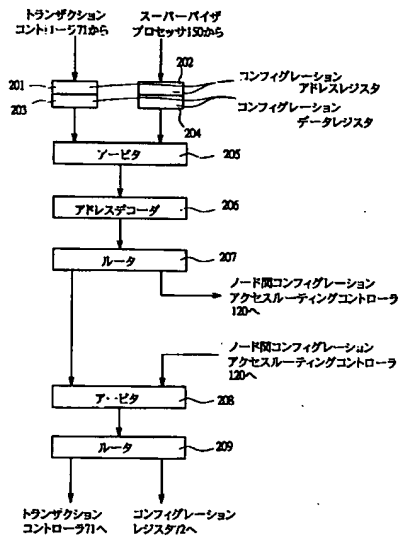 トランザクション
コントローラ71から
スーパーバイザ
プロセッサ150から
201
203
202
204
コンフィグレーション
アドレスレジスタ
コンフィグレーション
データレジスタ
アービタ
205
アドレスデコーダ
206
ルータ
207
ノード間コンフィグレーション
アクセスルーティングコントローラ
120へ
ノード間コンフィグレーション
アクセスルーティングコントローラ
120へ
アービタ
208
ルータ
209
トランザクション
コントローラ71へ
コンフィグレーション
レジスタ72へ